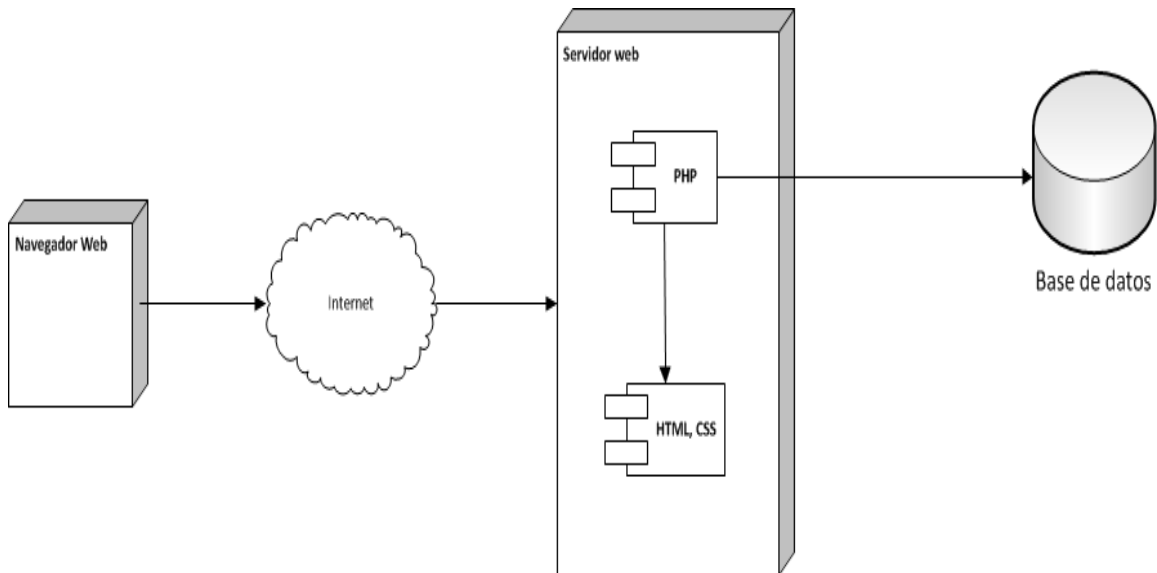 Servidor web
PHP
Navegador Web
Internet
Base de datos
HTML, CSS